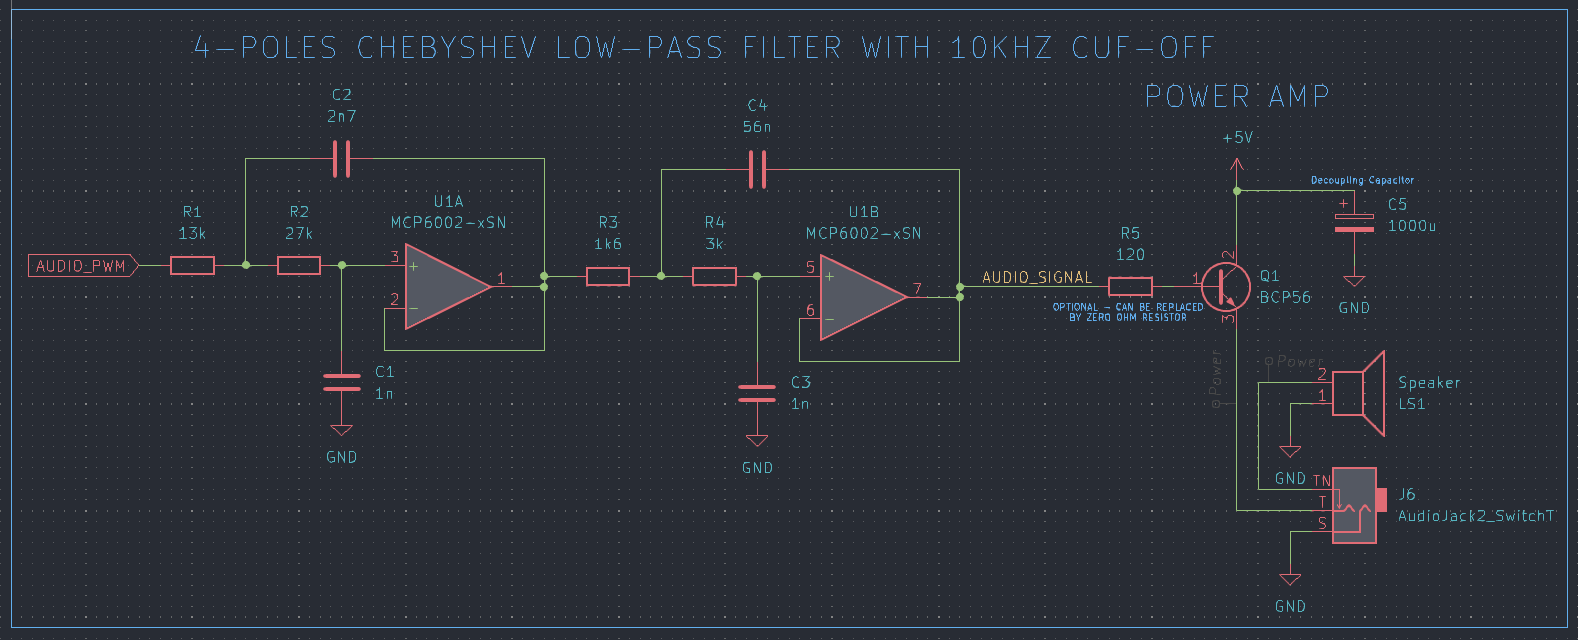 4-POLES CHEBYSHEV LOW-PASS FILTER WITH 10KHZ CUF-OFF
POWER AMP
C2
2n7
C4
56n
+5V
Decoupling Capacitor
+
C5
1000u
R1
13k
R2
27k
U1A
MCP6002-xSN
R3
1k6
R4
3k
U1B
MCP6002-xSN
R5
120
AUDIO_PWM
3
+
2
-
1
5
+
6
-
7
AUDIO_SIGNAL
OPTIONAL - CAN BE REPLACED
BY ZERO OHM RESISTOR
1
2
3
Q1
BCP56
GND
C1
1n
GND
C3
1n
GND
Power
Power
2
1
Speaker
LS1
GND
TN
T
S
J6
AudioJack2_SwitchT
GND